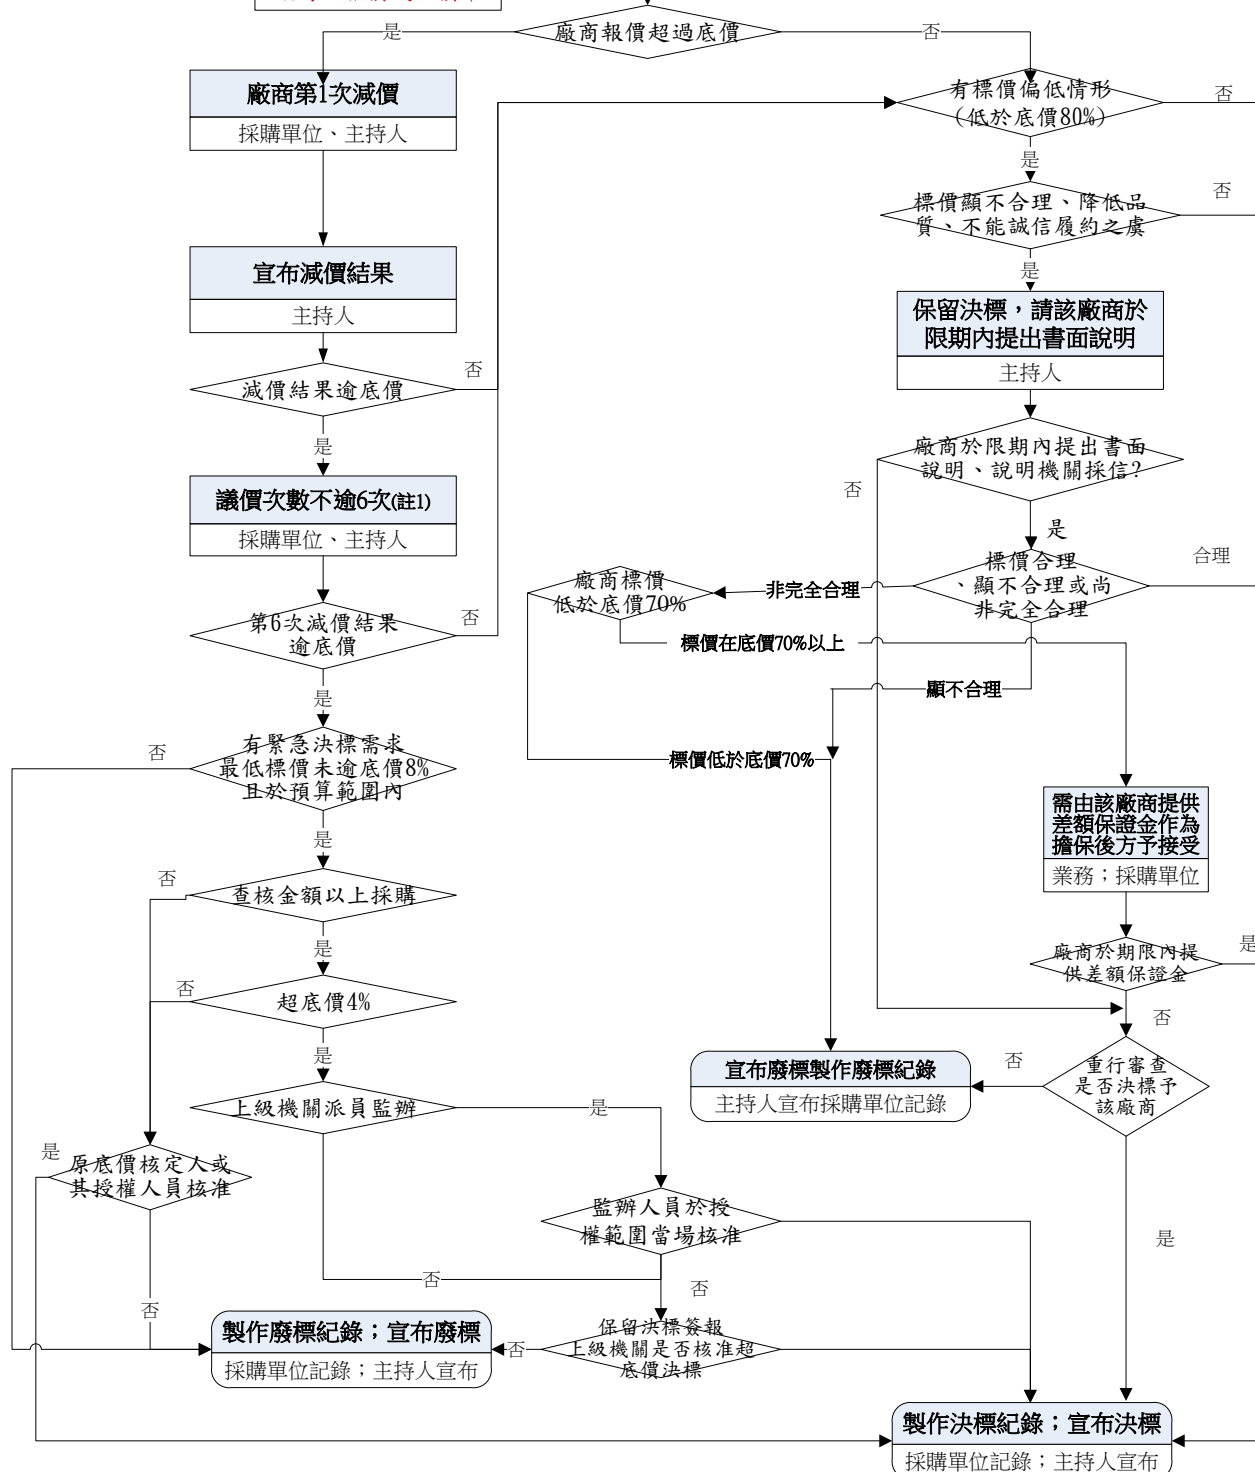 廠商報價超過底價
是
否
廠商第1次減價
採購單位、主持人
有標價偏低情形
(低於底價80%)
否
是
標價顯不合理、降低品
質、不能誠信履約之虞
否
是
宣布減價結果
主持人
保留決標，請該廠商於
限期內提出書面說明
主持人
減價結果逾底價
否
是
廠商於限期內提出書面
說明、說明機關採信?
否
是
議價次數不逾6次(註1)
採購單位、主持人
標價合理
、顯不合理或尚
非完全合理
合理
非完全合理
廠商標價
低於底價70%
第6次減價結果
逾底價
否
是
標價在底價70%以上
顯不合理
標價低於底價70%
有緊急決標需求
最低標價未逾底價8%
且於預算範圍內
否
是
需由該廠商提供
差額保證金作為
擔保後方予接受
業務；採購單位
查核金額以上採購
否
是
廠商於期限內提
供差額保證金
是
否
超底價4%
否
是
重行審查
是否決標予
該廠商
否
是
宣布廢標製作廢標紀錄
主持人宣布採購單位記錄
上級機關派員監辦
是
否
原底價核定人或
其授權人員核准
是
否
監辦人員於授
權範圍當場核准
否
保留決標簽報
上級機關是否核准超
底價決標
否
製作廢標紀錄；宣布廢標
採購單位記錄；主持人宣布
製作決標紀錄；宣布決標
採購單位記錄；主持人宣布